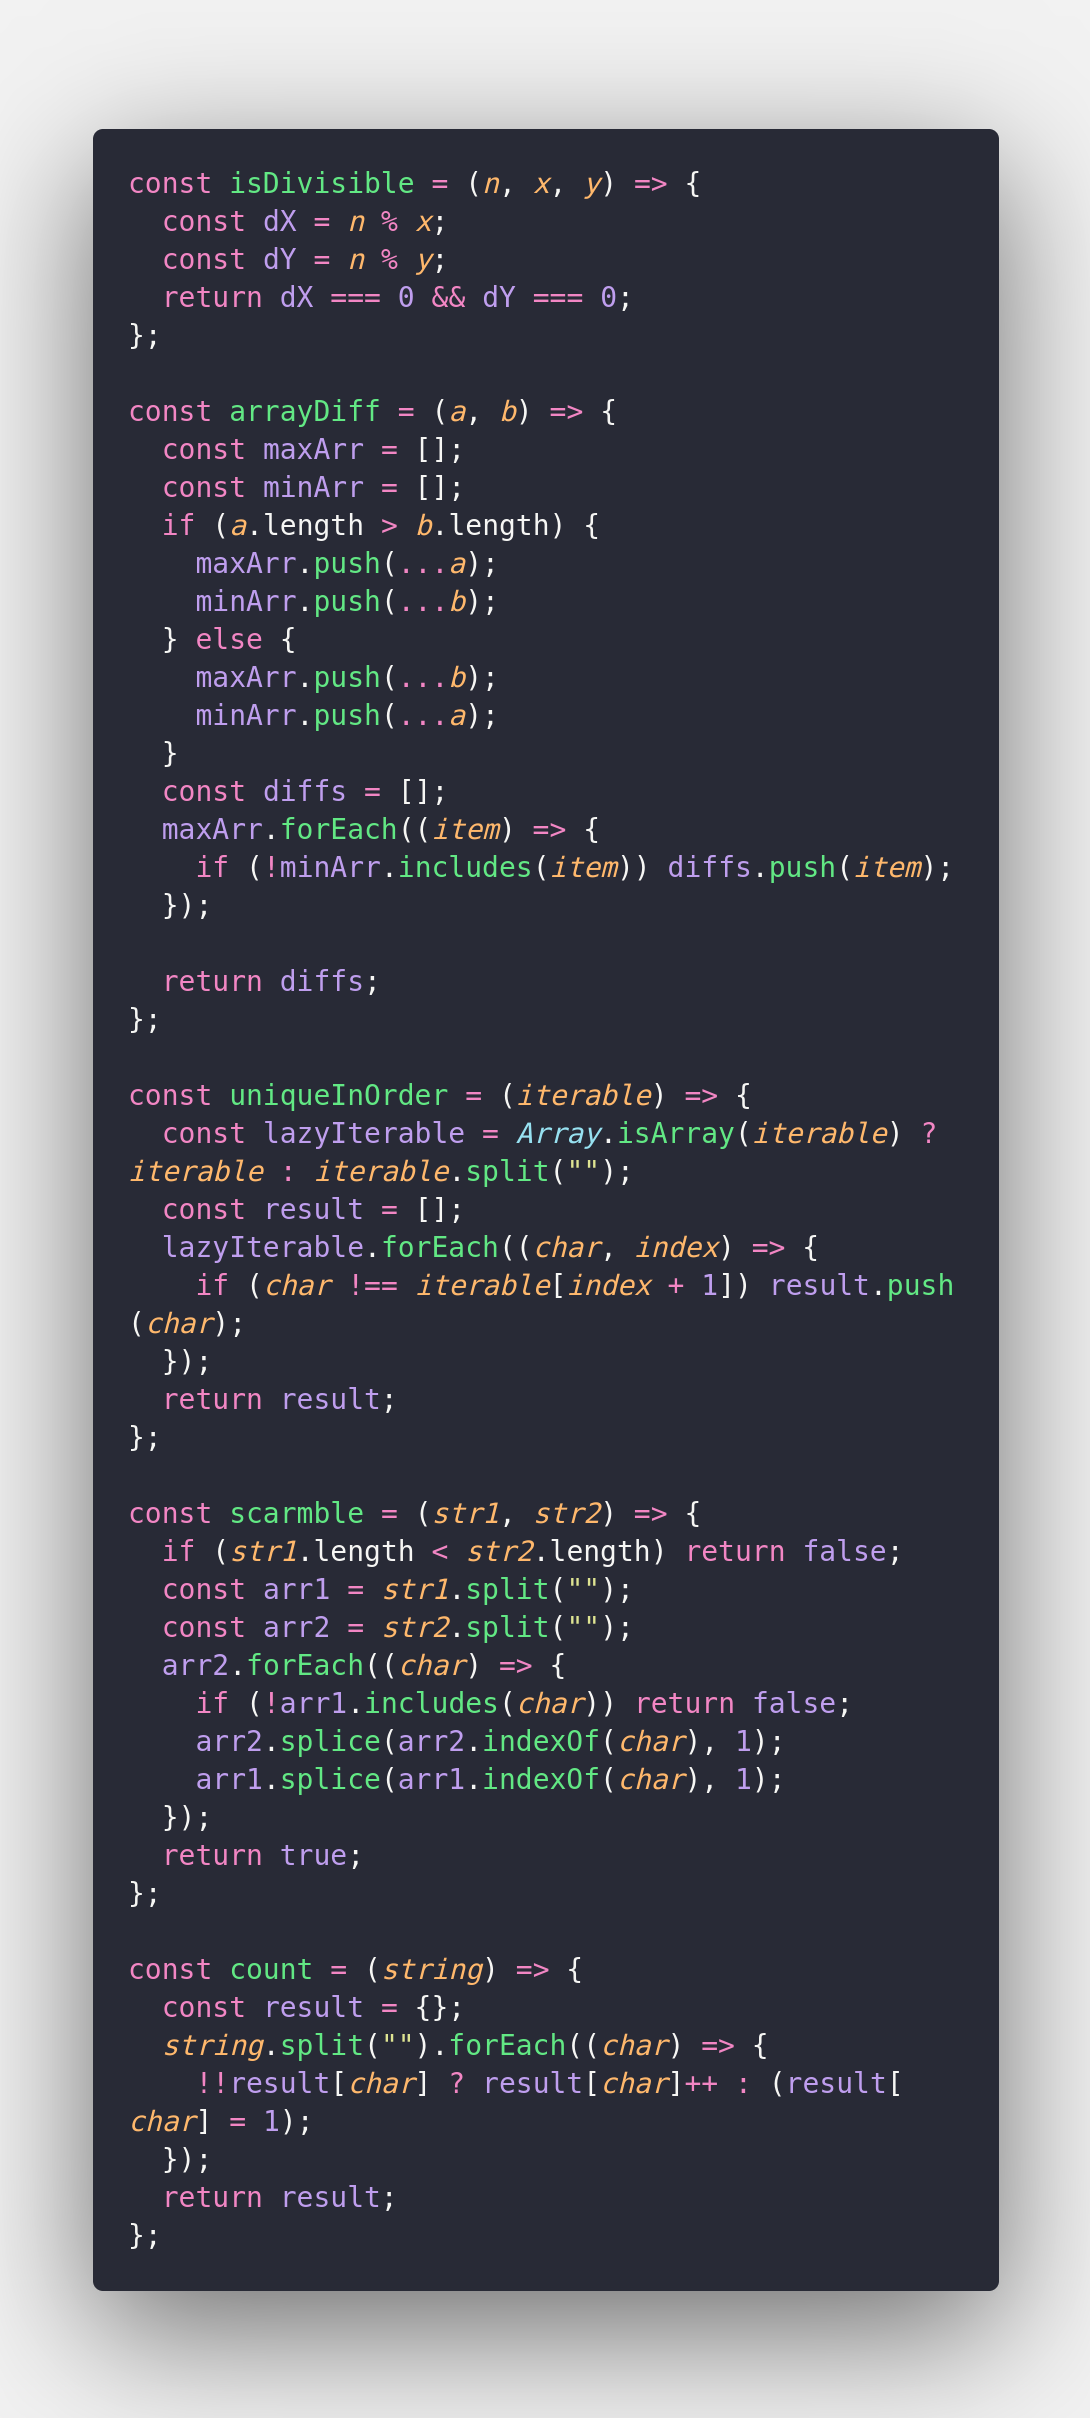 const isDivisible = (n, x, y) => {
  const dX = n % x;
  const dY = n % y;
  return dX === 0 && dY === 0;
};

const arrayDiff = (a, b) => {
  const maxArr = [];
  const minArr = [];
  if (a.length > b.length) {
    maxArr.push(...a);
    minArr.push(...b);
  } else {
    maxArr.push(...b);
    minArr.push(...a);
  }
  const diffs = [];
  maxArr.forEach((item) => {
    if (!minArr.includes(item)) diffs.push(item);
  });

  return diffs;
};

const uniqueInOrder = (iterable) => {
  const lazyIterable = Array.isArray(iterable) ?
iterable : iterable.split("");
  const result = [];
  lazyIterable.forEach((char, index) => {
    if (char !== iterable[index + 1]) result.push
(char);
  });
  return result;
};

const scarmble = (str1, str2) => {
  if (str1.length < str2.length) return false;
  const arr1 = str1.split("");
  const arr2 = str2.split("");
  arr2.forEach((char) => {
    if (!arr1.includes(char)) return false;
    arr2.splice(arr2.indexOf(char), 1);
    arr1.splice(arr1.indexOf(char), 1);
  });
  return true;
};

const count = (string) => {
  const result = {};
  string.split("").forEach((char) => {
    !!result[char] ? result[char]++ : (result[
char] = 1);
  });
  return result;
};